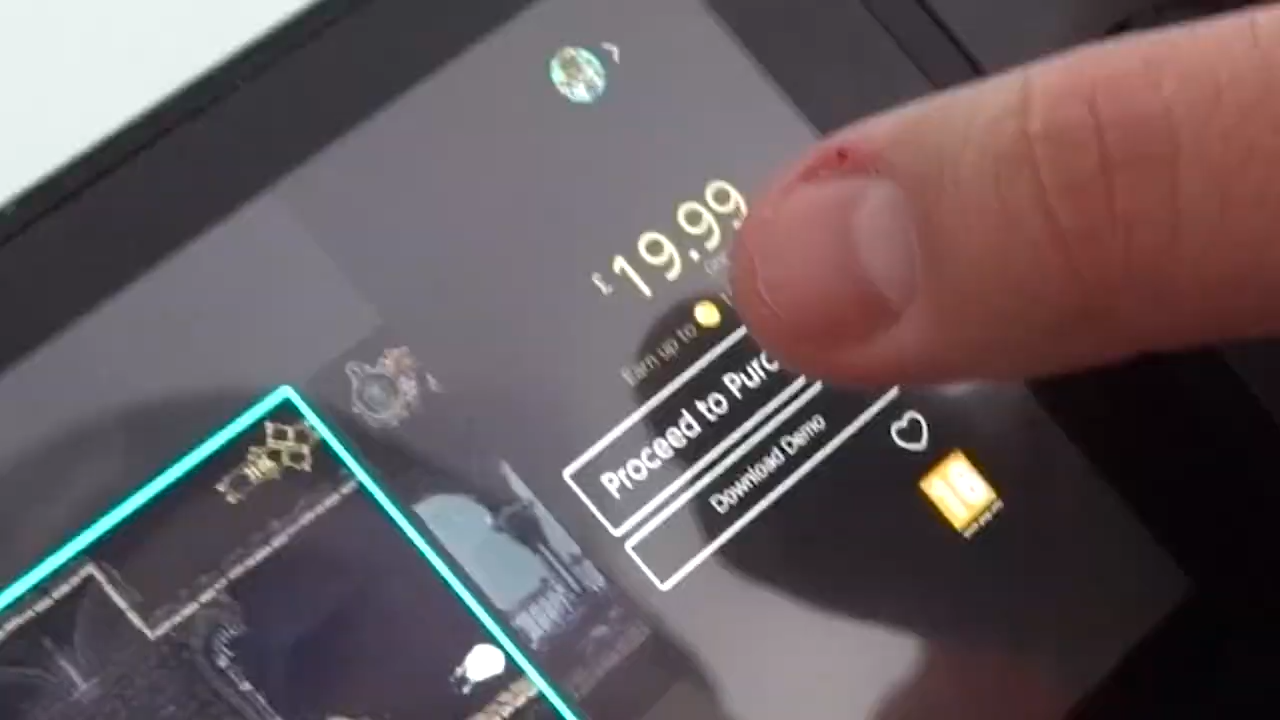 £19.99
Earn up to
Proceed to Purc
Download Demo
16